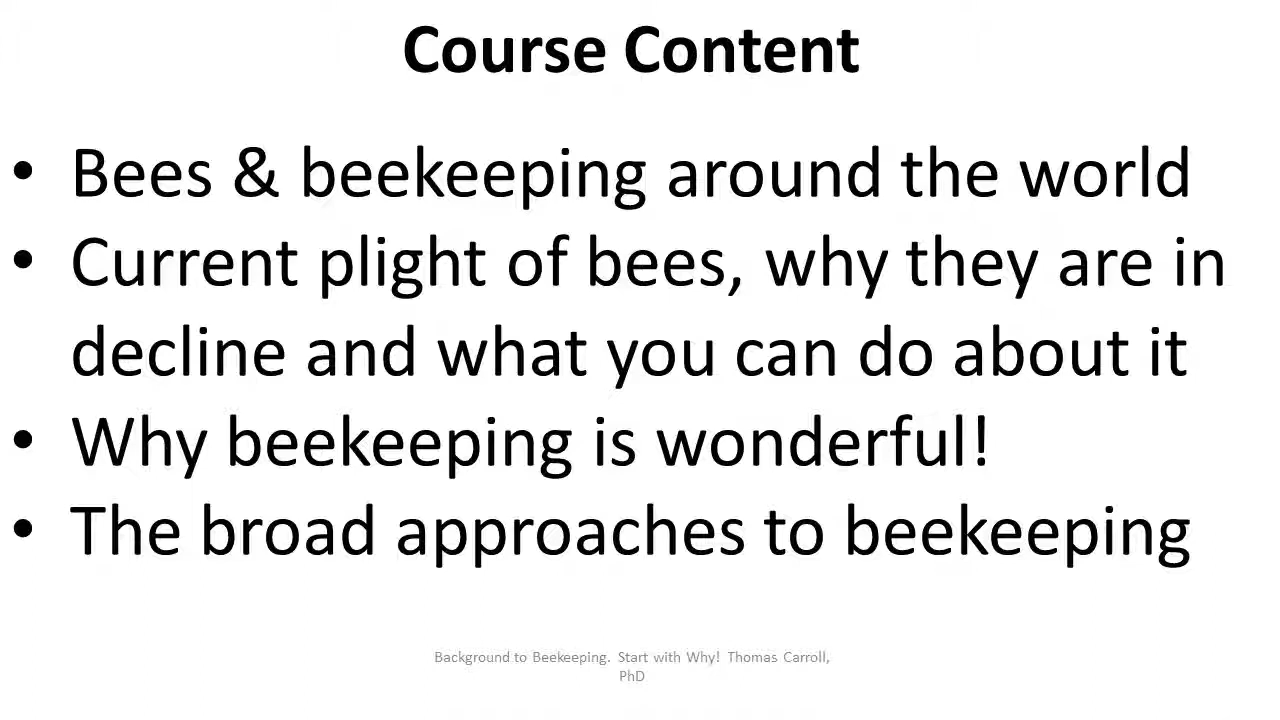 Course Content
• Bees & beekeeping around the world
• Current plight of bees, why they are in
decline and what you can do about it
• Why beekeeping is wonderful!
• The broad approaches to beekeeping
Background to Beekeeping. Start with Why! Thomas Carroll,
PhD